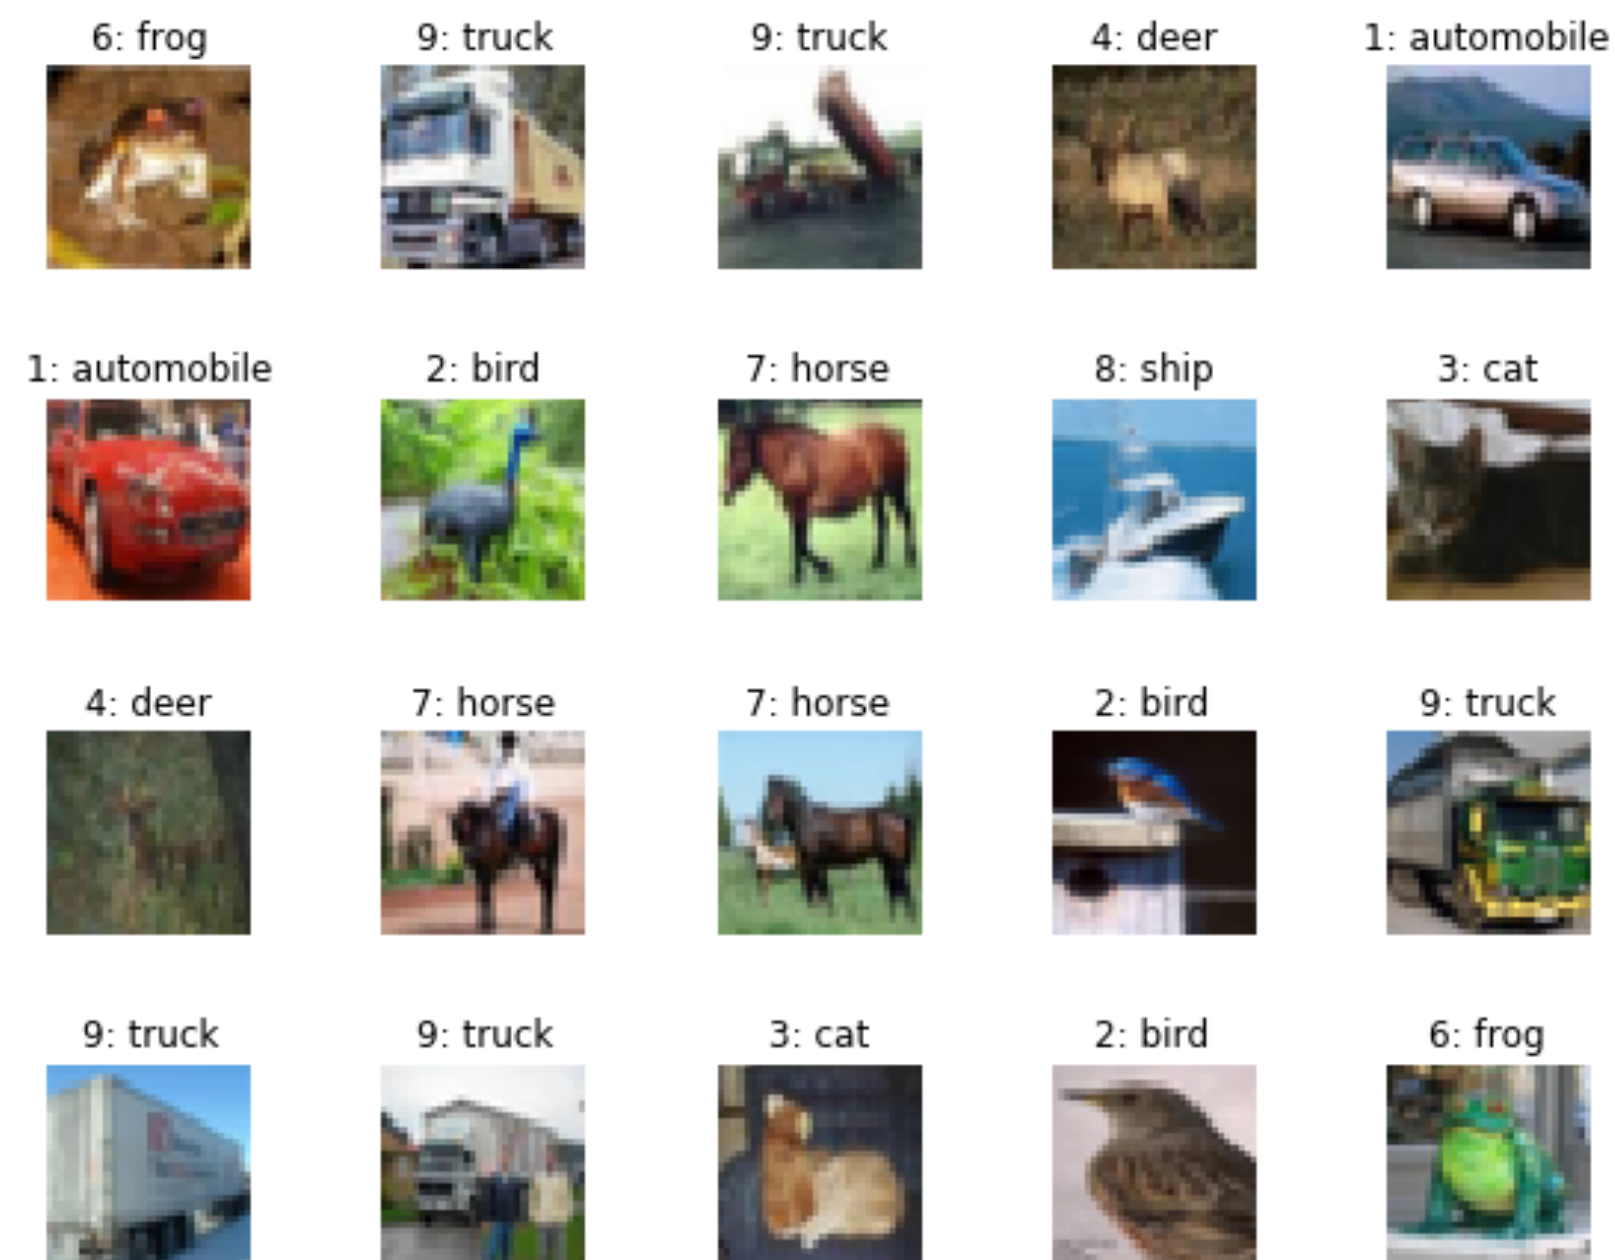 6: frog 9: truck 9: truck 4: deer 1: automobile
1: automobile 2: bird 7: horse 8: ship 3: cat
4: deer 7: horse 7: horse 2: bird 9: truck
9: truck 9: truck 3: cat 2: bird 6: frog